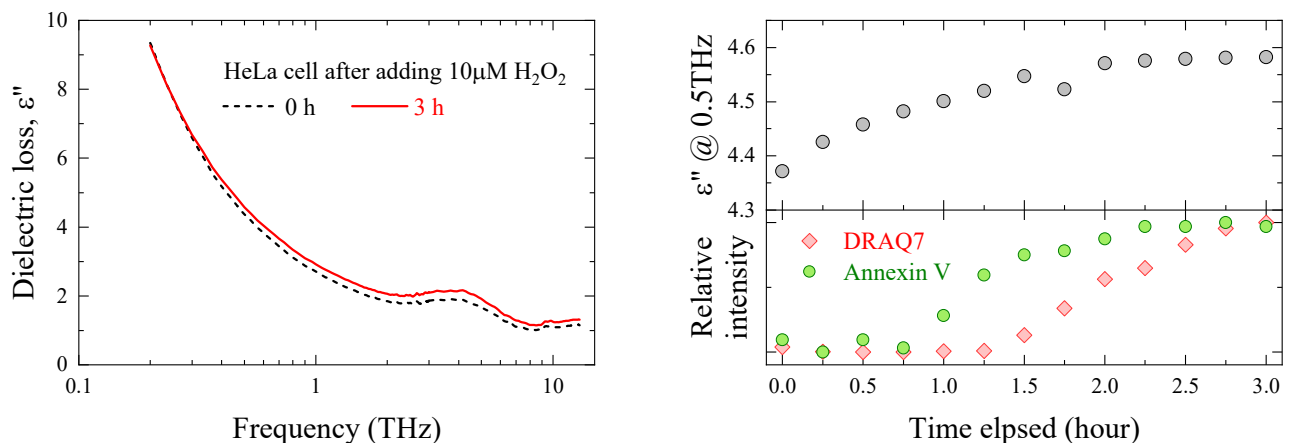 10
8
6
4
2
0
Dielectric loss, ε"
HeLa cell after adding 10μM H₂O₂
0 h
3 h
0.1
1
10
Frequency (THz)
4.6
4.5
4.4
4.3
ε" @ 0.5THz
DRAQ7
Annexin V
Relative
intensity
0.0
0.5
1.0
1.5
2.0
2.5
3.0
Time elpsed (hour)